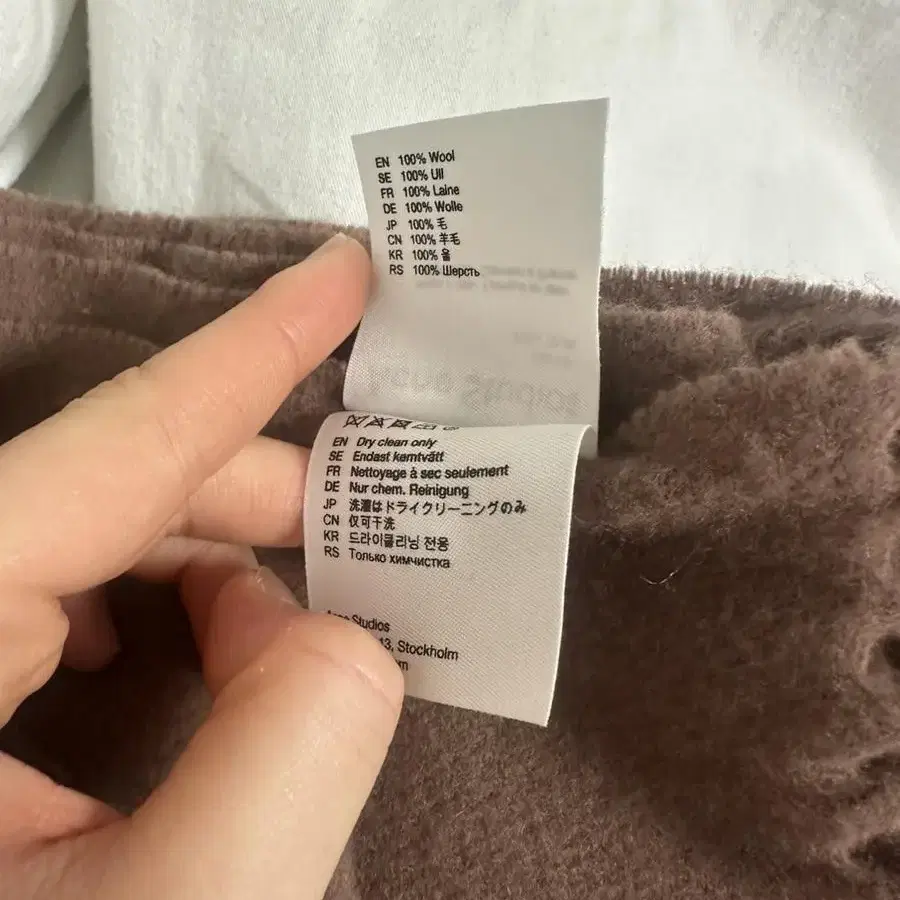 EN 100% Wool
SE 100% Ull
FR 100% Laine
DE 100% Wolle
JP 100% 毛
CN 100% 羊毛
KR 100% 울
RS 100% Шерсть
EN Dry clean only
SE Endast kemtvätt
FR Nettoyage à sec seulement
DE Nur chem. Reinigung
JP 洗濯はドライクリーニングのみ
CN 仅可干洗
KR 드라이클리닝 전용
RS Только химчистка
Studios
13, Stockholm